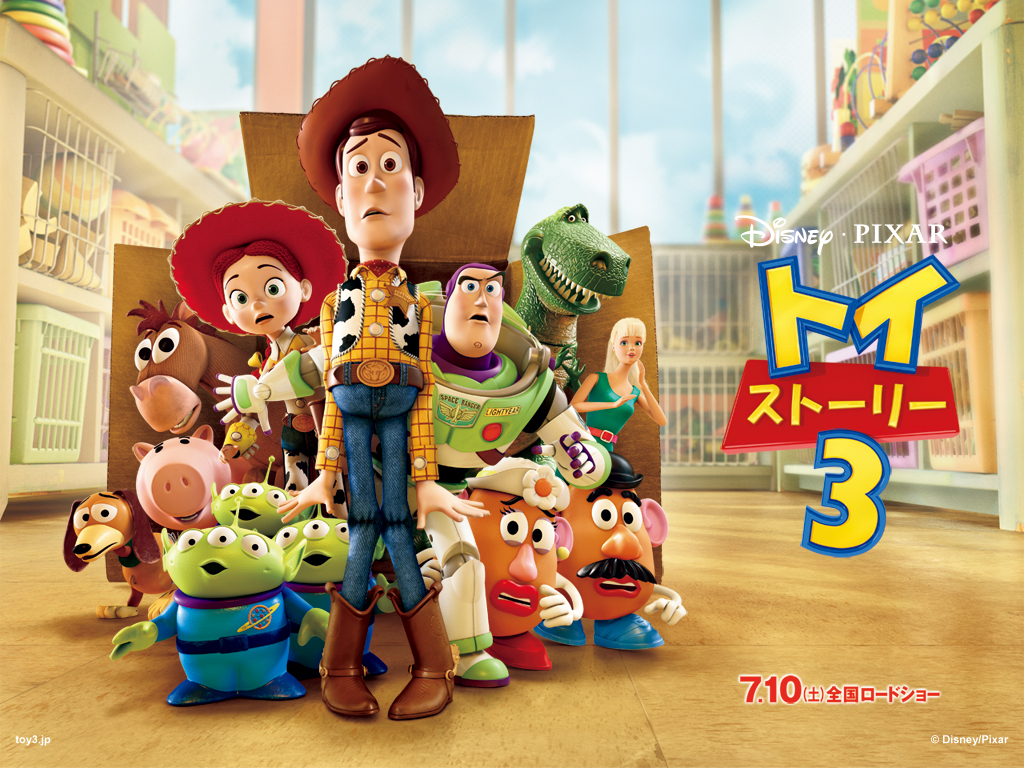 Disney · PIXAR
トイ
ストーリー
3
SPACE RANGER
LIGHTYEAR
7.10(土)全国ロードショー
toy3.jp
© Disney/Pixar